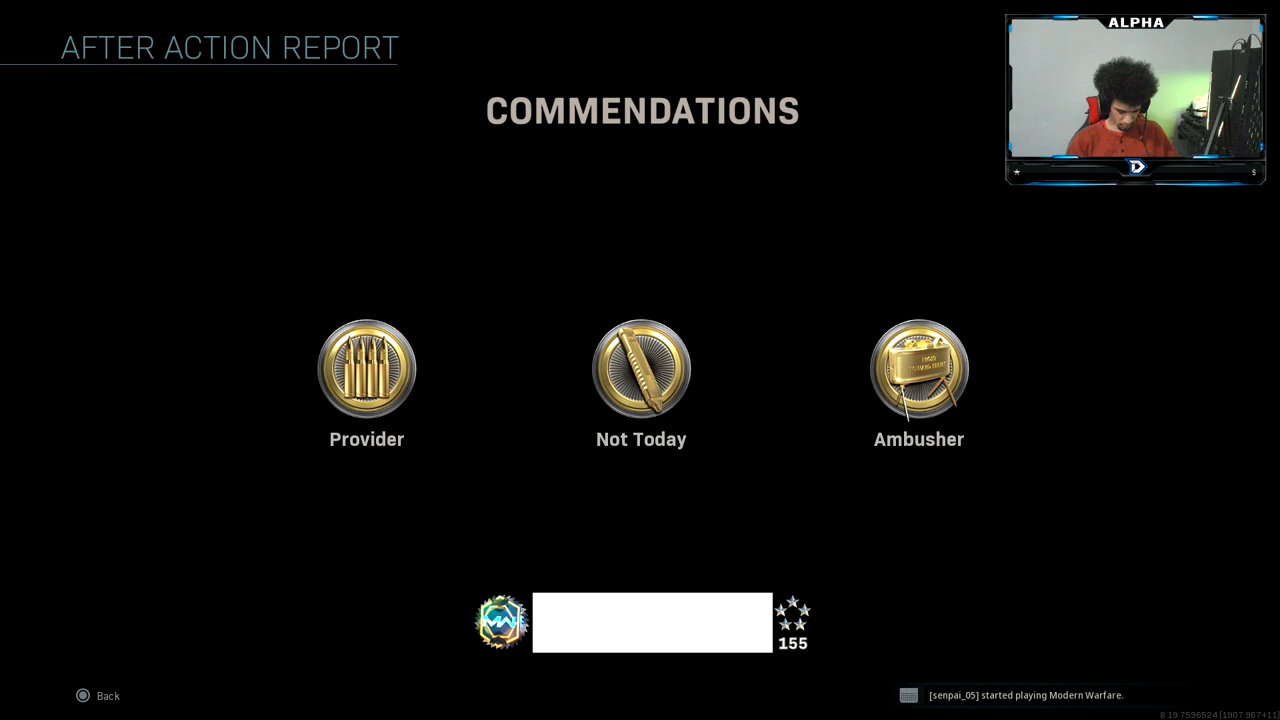 AFTER ACTION REPORT
ALPHA
COMMENDATIONS
Provider
Not Today
Ambusher
155
Back
[senpai_05] started playing Modern Warfare.